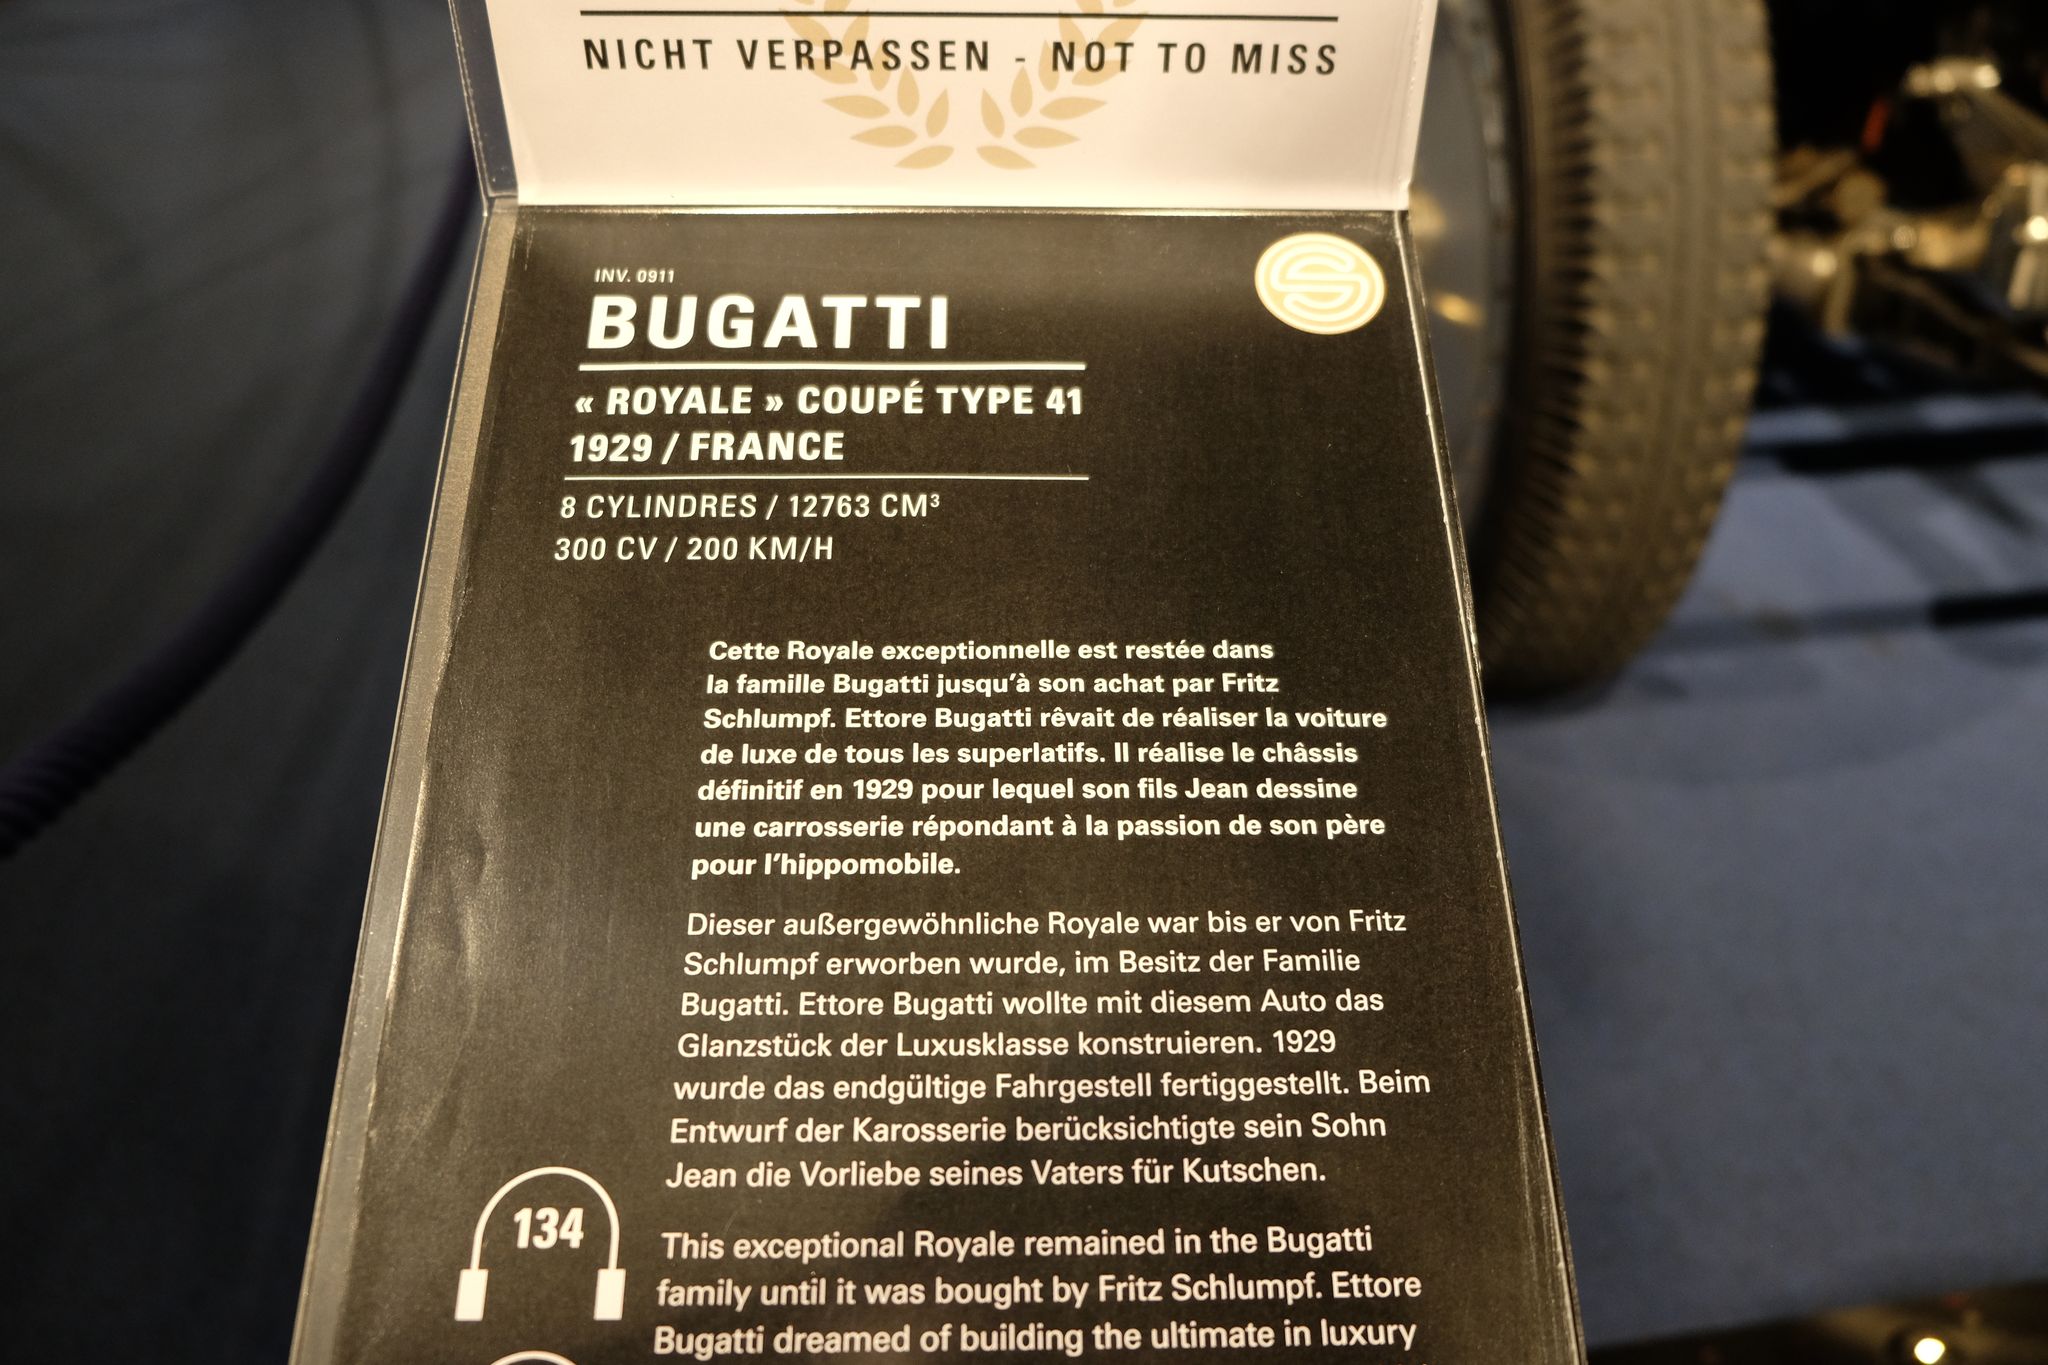 NICHT VERPASSEN - NOT TO MISS
INV. 0911
BUGATTI
« ROYALE » COUPÉ TYPE 41
1929 / FRANCE
8 CYLINDRES / 12763 CM³
300 CV / 200 KM/H
Cette Royale exceptionnelle est restée dans
la famille Bugatti jusqu'à son achat par Fritz
Schlumpf. Ettore Bugatti rêvait de réaliser la voiture
de luxe de tous les superlatifs. Il réalise le châssis
définitif en 1929 pour lequel son fils Jean dessine
une carrosserie répondant à la passion de son père
pour l'hippomobile.
Dieser außergewöhnliche Royale war bis er von Fritz
Schlumpf erworben wurde, im Besitz der Familie
Bugatti. Ettore Bugatti wollte mit diesem Auto das
Glanzstück der Luxusklasse konstruieren. 1929
wurde das endgültige Fahrgestell fertiggestellt. Beim
Entwurf der Karosserie berücksichtigte sein Sohn
Jean die Vorliebe seines Vaters für Kutschen.
134
This exceptional Royale remained in the Bugatti
family until it was bought by Fritz Schlumpf. Ettore
Bugatti dreamed of building the ultimate in luxury